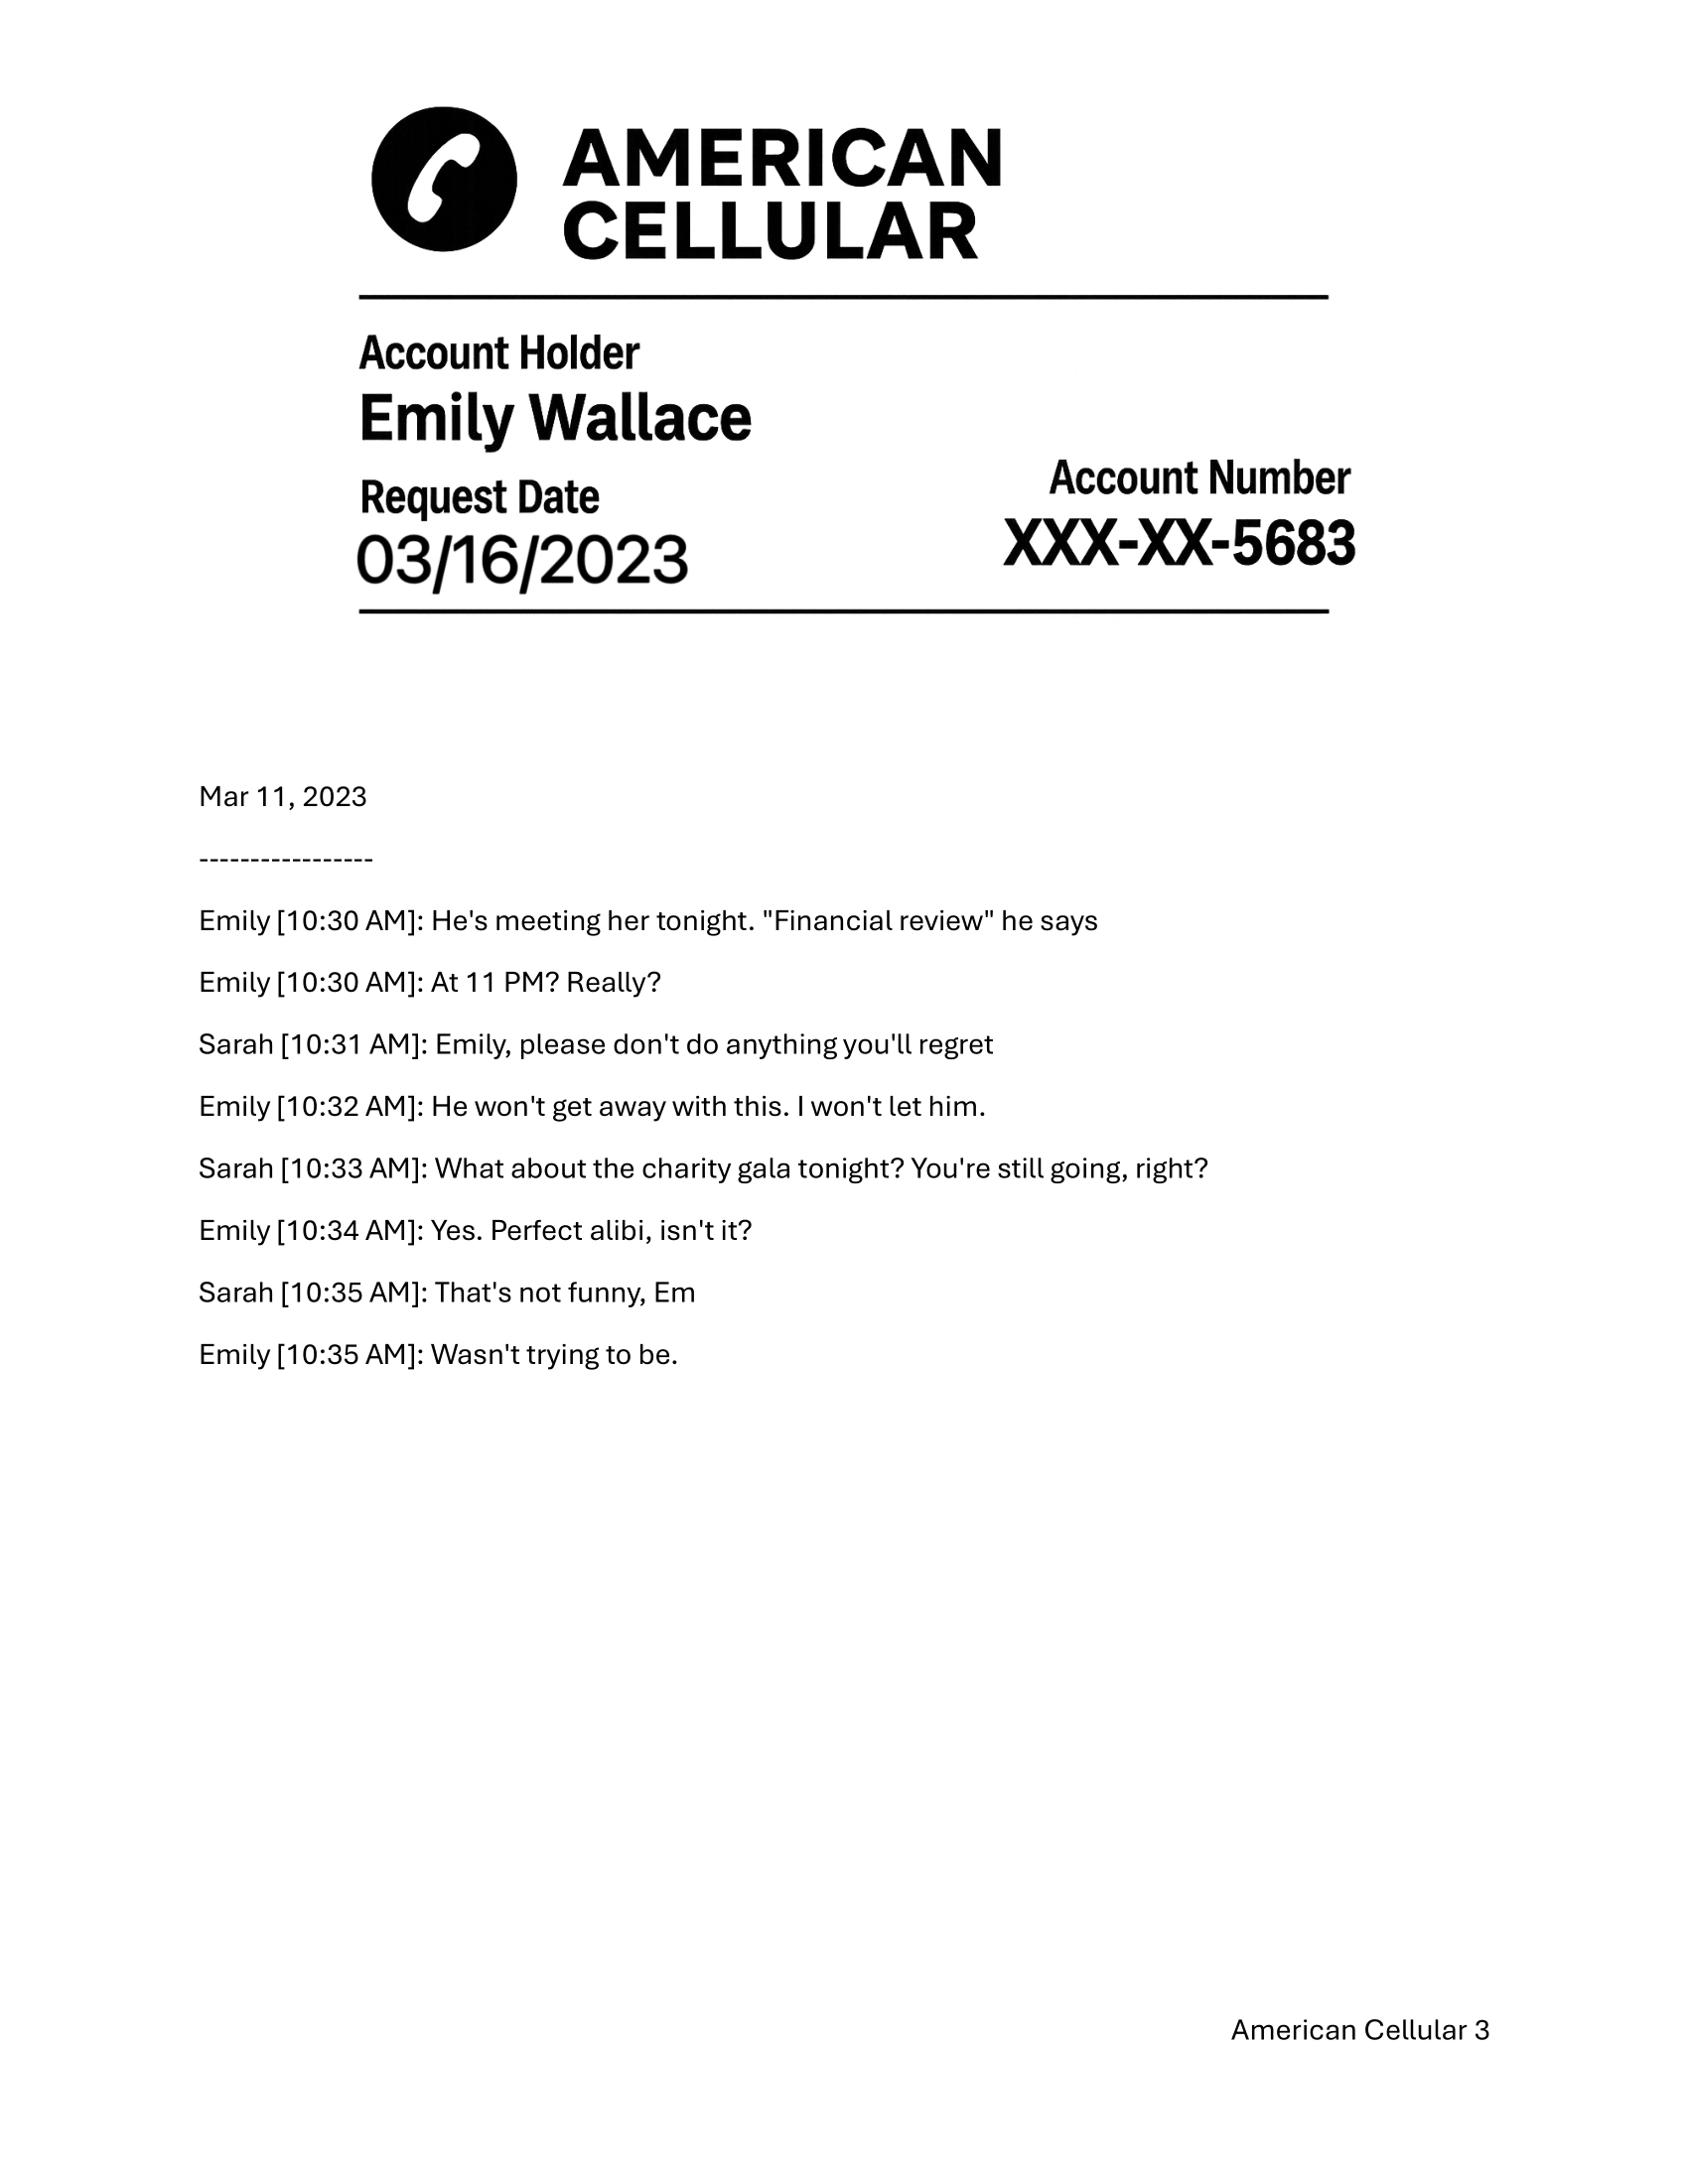 AMERICAN
CELLULAR
Account Holder
Emily Wallace
Request Date
03/16/2023
Account Number
XXX-XX-5683
Mar 11, 2023
-----------------
Emily [10:30 AM]: He's meeting her tonight. "Financial review" he says
Emily [10:30 AM]: At 11 PM? Really?
Sarah [10:31 AM]: Emily, please don't do anything you'll regret
Emily [10:32 AM]: He won't get away with this. I won't let him.
Sarah [10:33 AM]: What about the charity gala tonight? You're still going, right?
Emily [10:34 AM]: Yes. Perfect alibi, isn't it?
Sarah [10:35 AM]: That's not funny, Em
Emily [10:35 AM]: Wasn't trying to be.
American Cellular 3